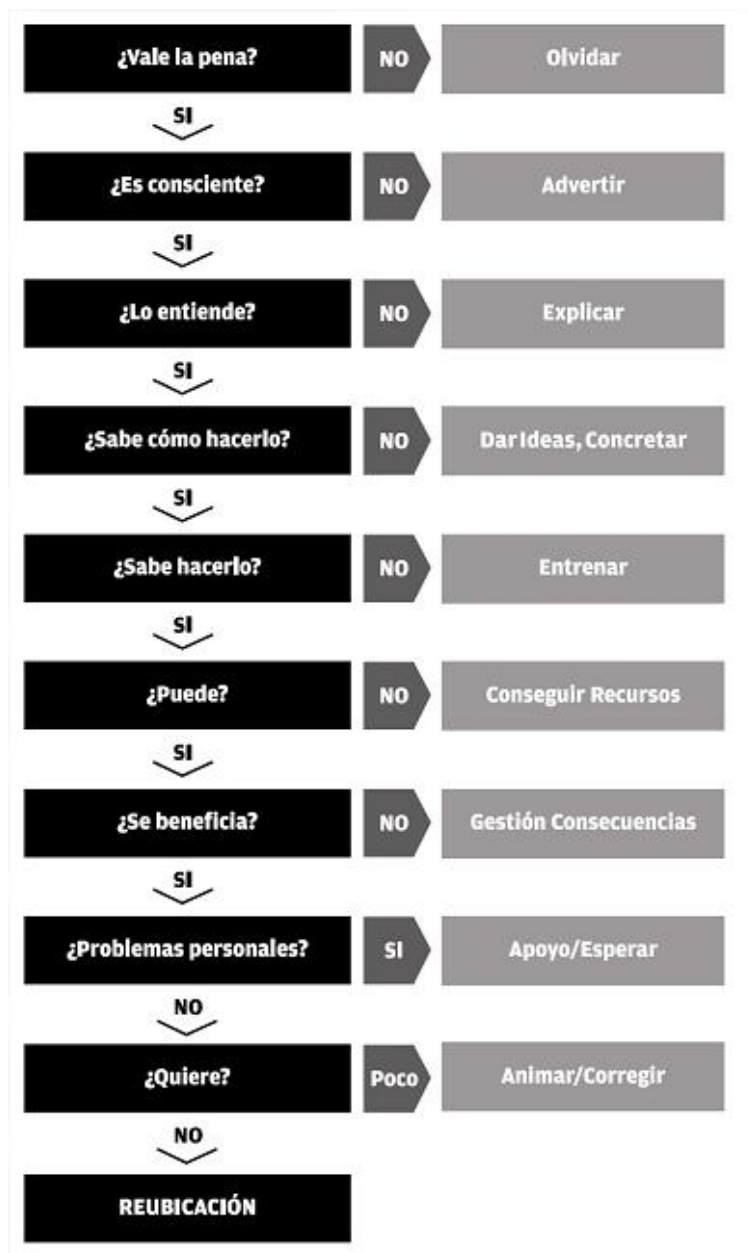 ¿Vale la pena?
NO
Olvidar
SI
¿Es consciente?
NO
Advertir
SI
¿Lo entiende?
NO
Explicar
SI
¿Sabe cómo hacerlo?
NO
Dar Ideas, Concretar
SI
¿Sabe hacerlo?
NO
Entrenar
SI
¿Puede?
NO
Conseguir Recursos
SI
¿Se beneficia?
NO
Gestión Consecuencias
SI
¿Problemas personales?
SI
Apoyo/Esperar
NO
¿Quiere?
Poco
Animar/Corregir
NO
REUBICACIÓN